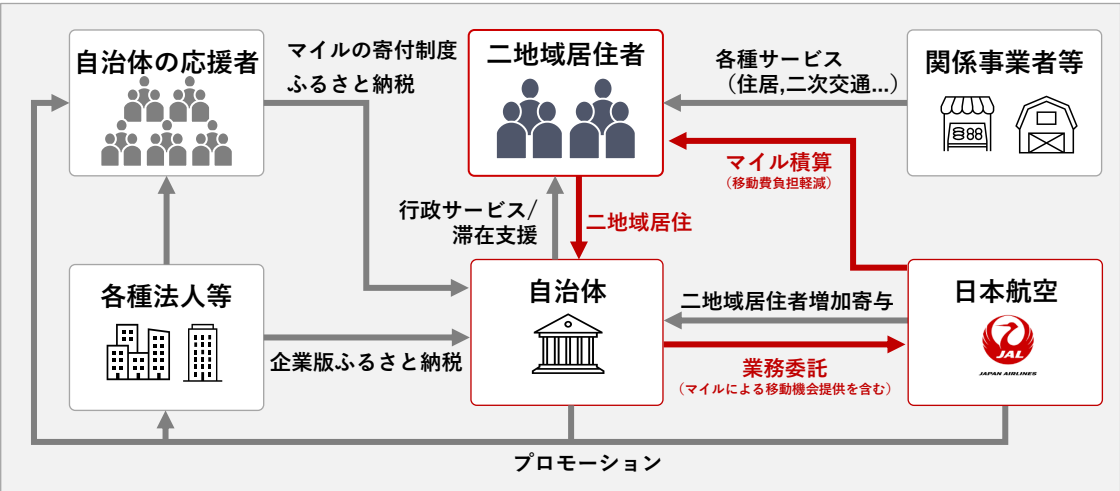 自治体の応援者
マイルの寄付制度
ふるさと納税
二地域居住者
各種サービス
（住居,二次交通...）
関係事業者等
マイル積算
（移動費負担軽減）
行政サービス/
滞在支援
二地域居住
各種法人等
企業版ふるさと納税
自治体
二地域居住者増加寄与
業務委託
（マイルによる移動機会提供を含む）
日本航空
JAL
JAPAN AIRLINES
プロモーション